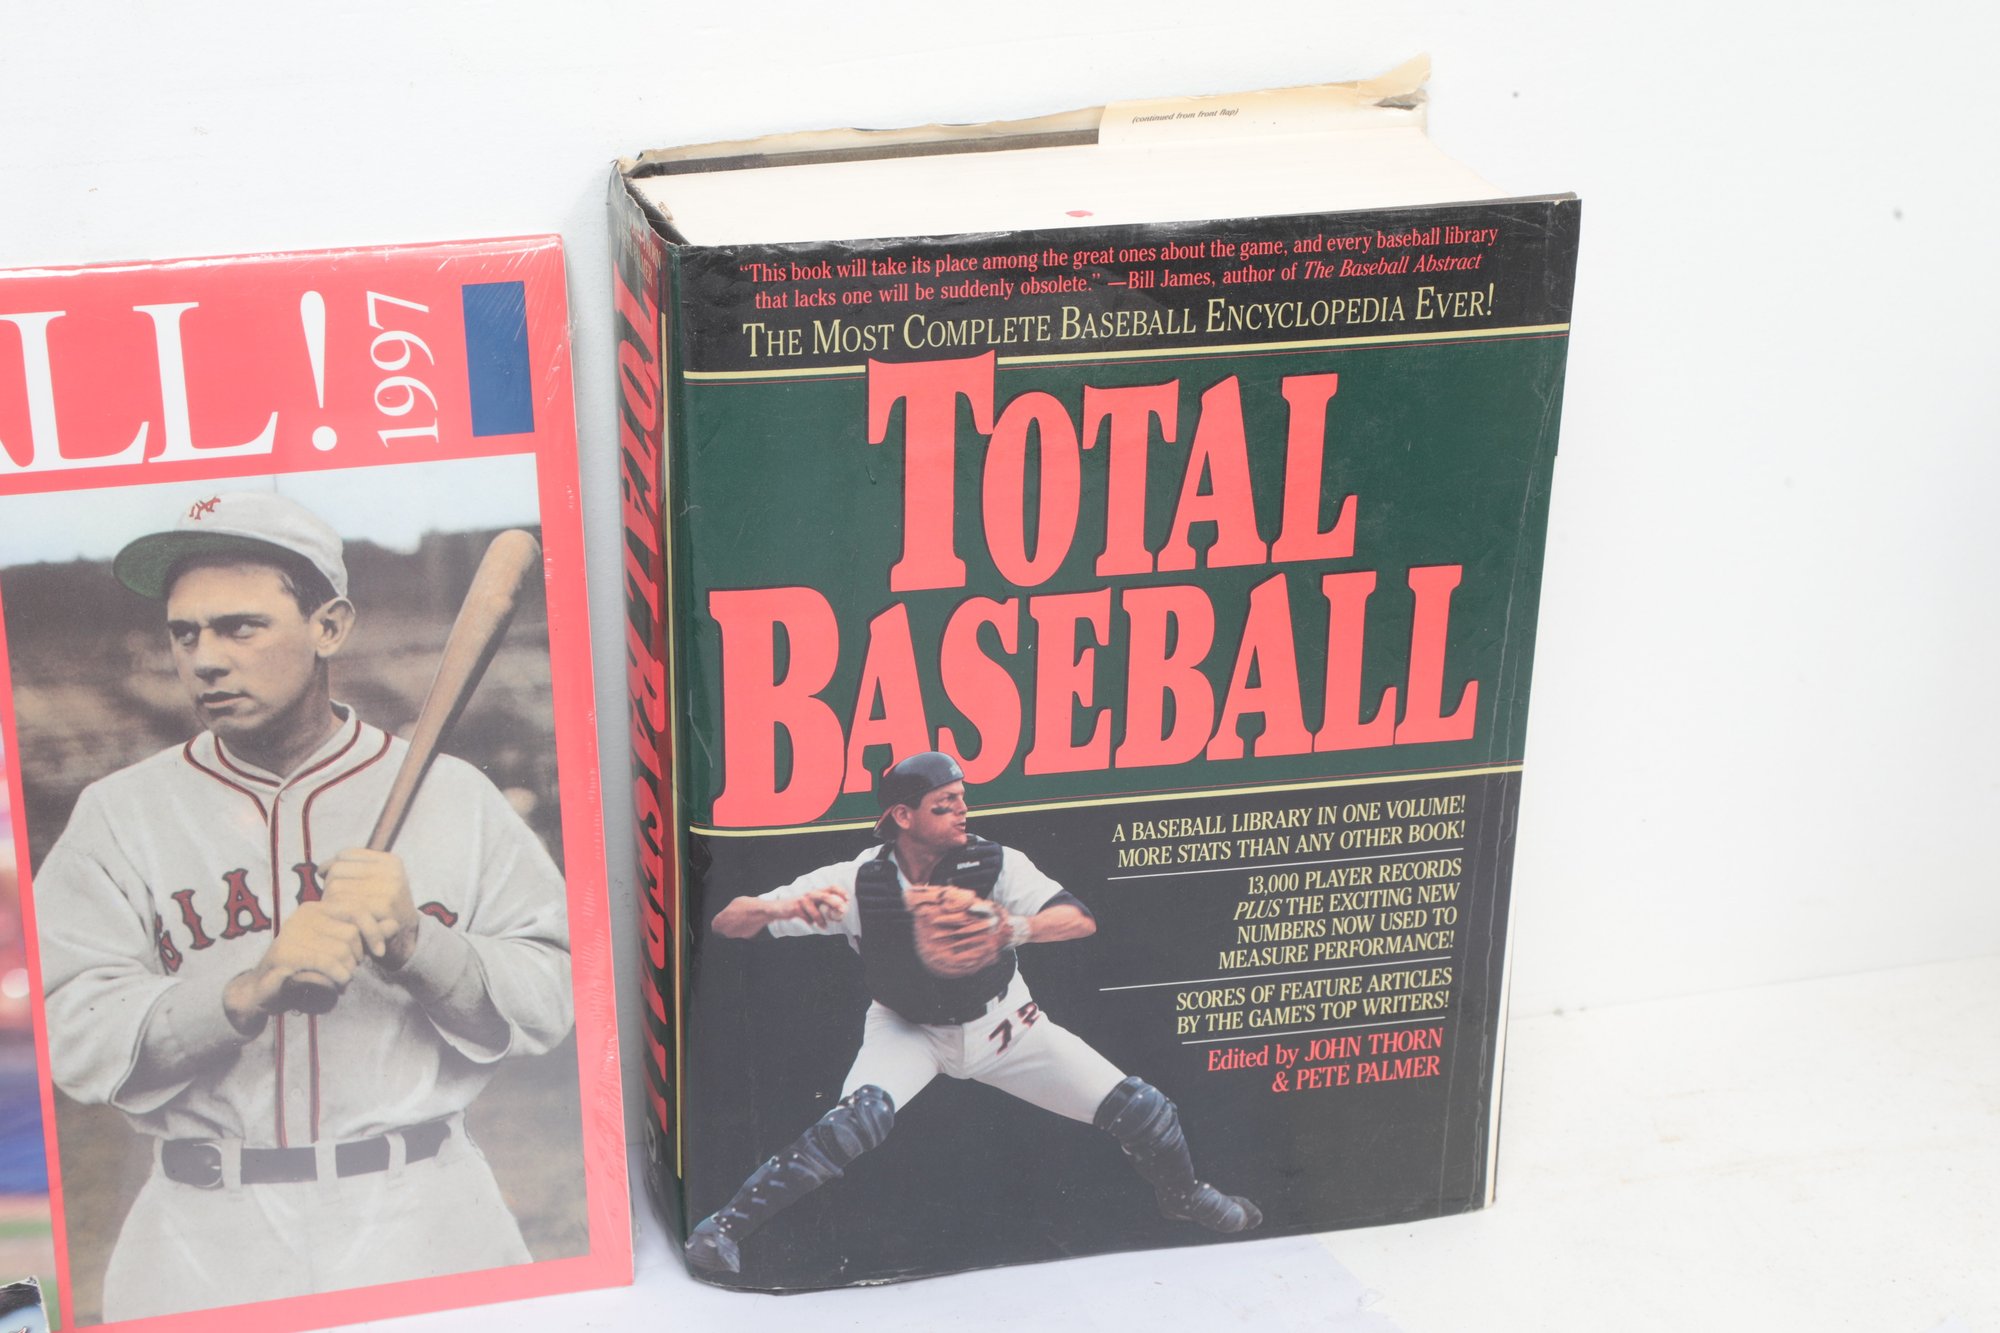 ALL! 1997
NY
GIAN
(continued from front flap)
"This book will take its place among the great ones about the game, and every baseball library
that lacks one will be suddenly obsolete." —Bill James, author of The Baseball Abstract
THE MOST COMPLETE BASEBALL ENCYCLOPEDIA EVER!
TOTAL
BASEBALL
A BASEBALL LIBRARY IN ONE VOLUME!
MORE STATS THAN ANY OTHER BOOK!
13,000 PLAYER RECORDS
PLUS THE EXCITING NEW
NUMBERS NOW USED TO
MEASURE PERFORMANCE!
SCORES OF FEATURE ARTICLES
BY THE GAME'S TOP WRITERS!
Edited by JOHN THORN
& PETE PALMER
Wilson
72
TOTAL BASEBALL